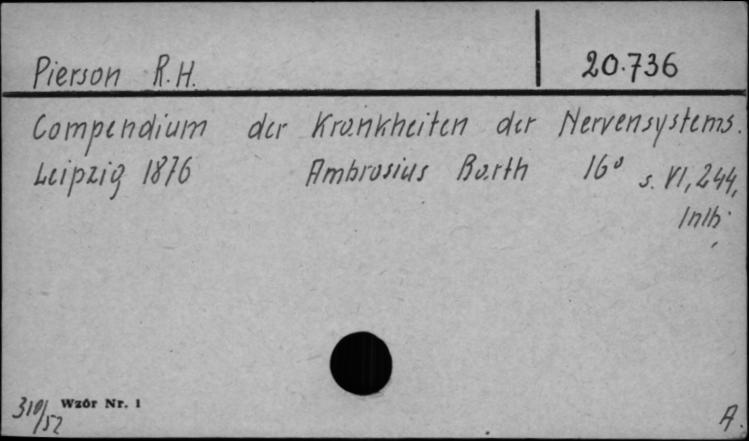 Pierson R.H. 20.736
Compendium der Krankheiten der Nervensystems.
Leipzig 1876 Ambrosius Barth 16° s. VI, 244,
310/52 Wzór Nr. 1
A.